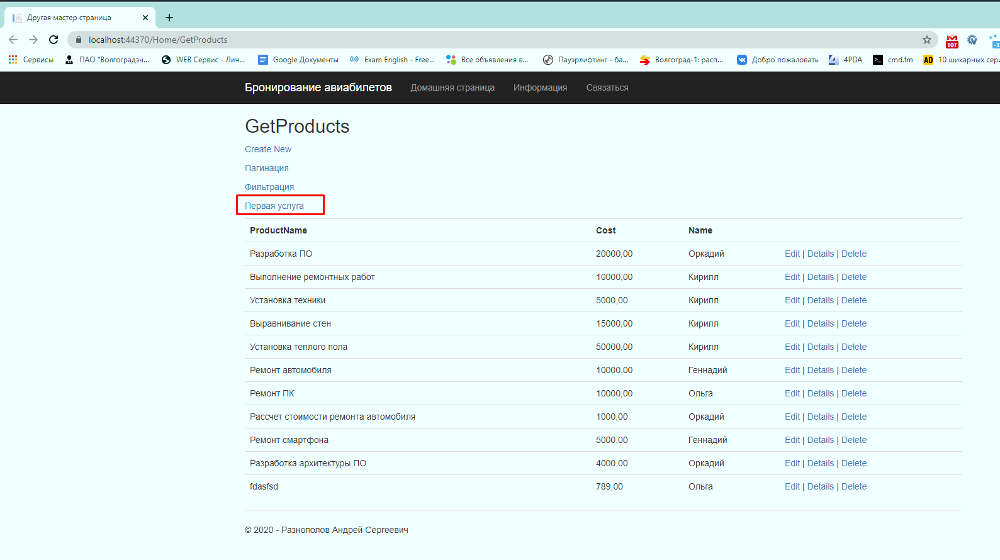 Другая мастер страница
localhost:44370/Home/GetProducts
107
-3
Сервисы ПАО "Волгоградэн... WEB Сервис - Лич... Google Документы Exam English - Free... Все объявления в... Пауэрлифтинг - ба... Волгоград-1: расп... Добро пожаловать 4PDA cmd.fm AD 10 шикарных сери
Бронирование авиабилетов Домашняя страница Информация Связаться
GetProducts
Create New
Пагинация
Фильтрация
Первая услуга
ProductName Cost Name
Разработка ПО 20000,00 Оркадий Edit | Details | Delete
Выполнение ремонтных работ 10000,00 Кирилл Edit | Details | Delete
Установка техники 5000,00 Кирилл Edit | Details | Delete
Выравнивание стен 15000,00 Кирилл Edit | Details | Delete
Установка теплого пола 50000,00 Кирилл Edit | Details | Delete
Ремонт автомобиля 10000,00 Геннадий Edit | Details | Delete
Ремонт ПК 10000,00 Ольга Edit | Details | Delete
Рассчет стоимости ремонта автомобиля 1000,00 Оркадий Edit | Details | Delete
Ремонт смартфона 5000,00 Геннадий Edit | Details | Delete
Разработка архитектуры ПО 4000,00 Оркадий Edit | Details | Delete
fdasfsd 789,00 Ольга Edit | Details | Delete
© 2020 - Разнополов Андрей Сергеевич